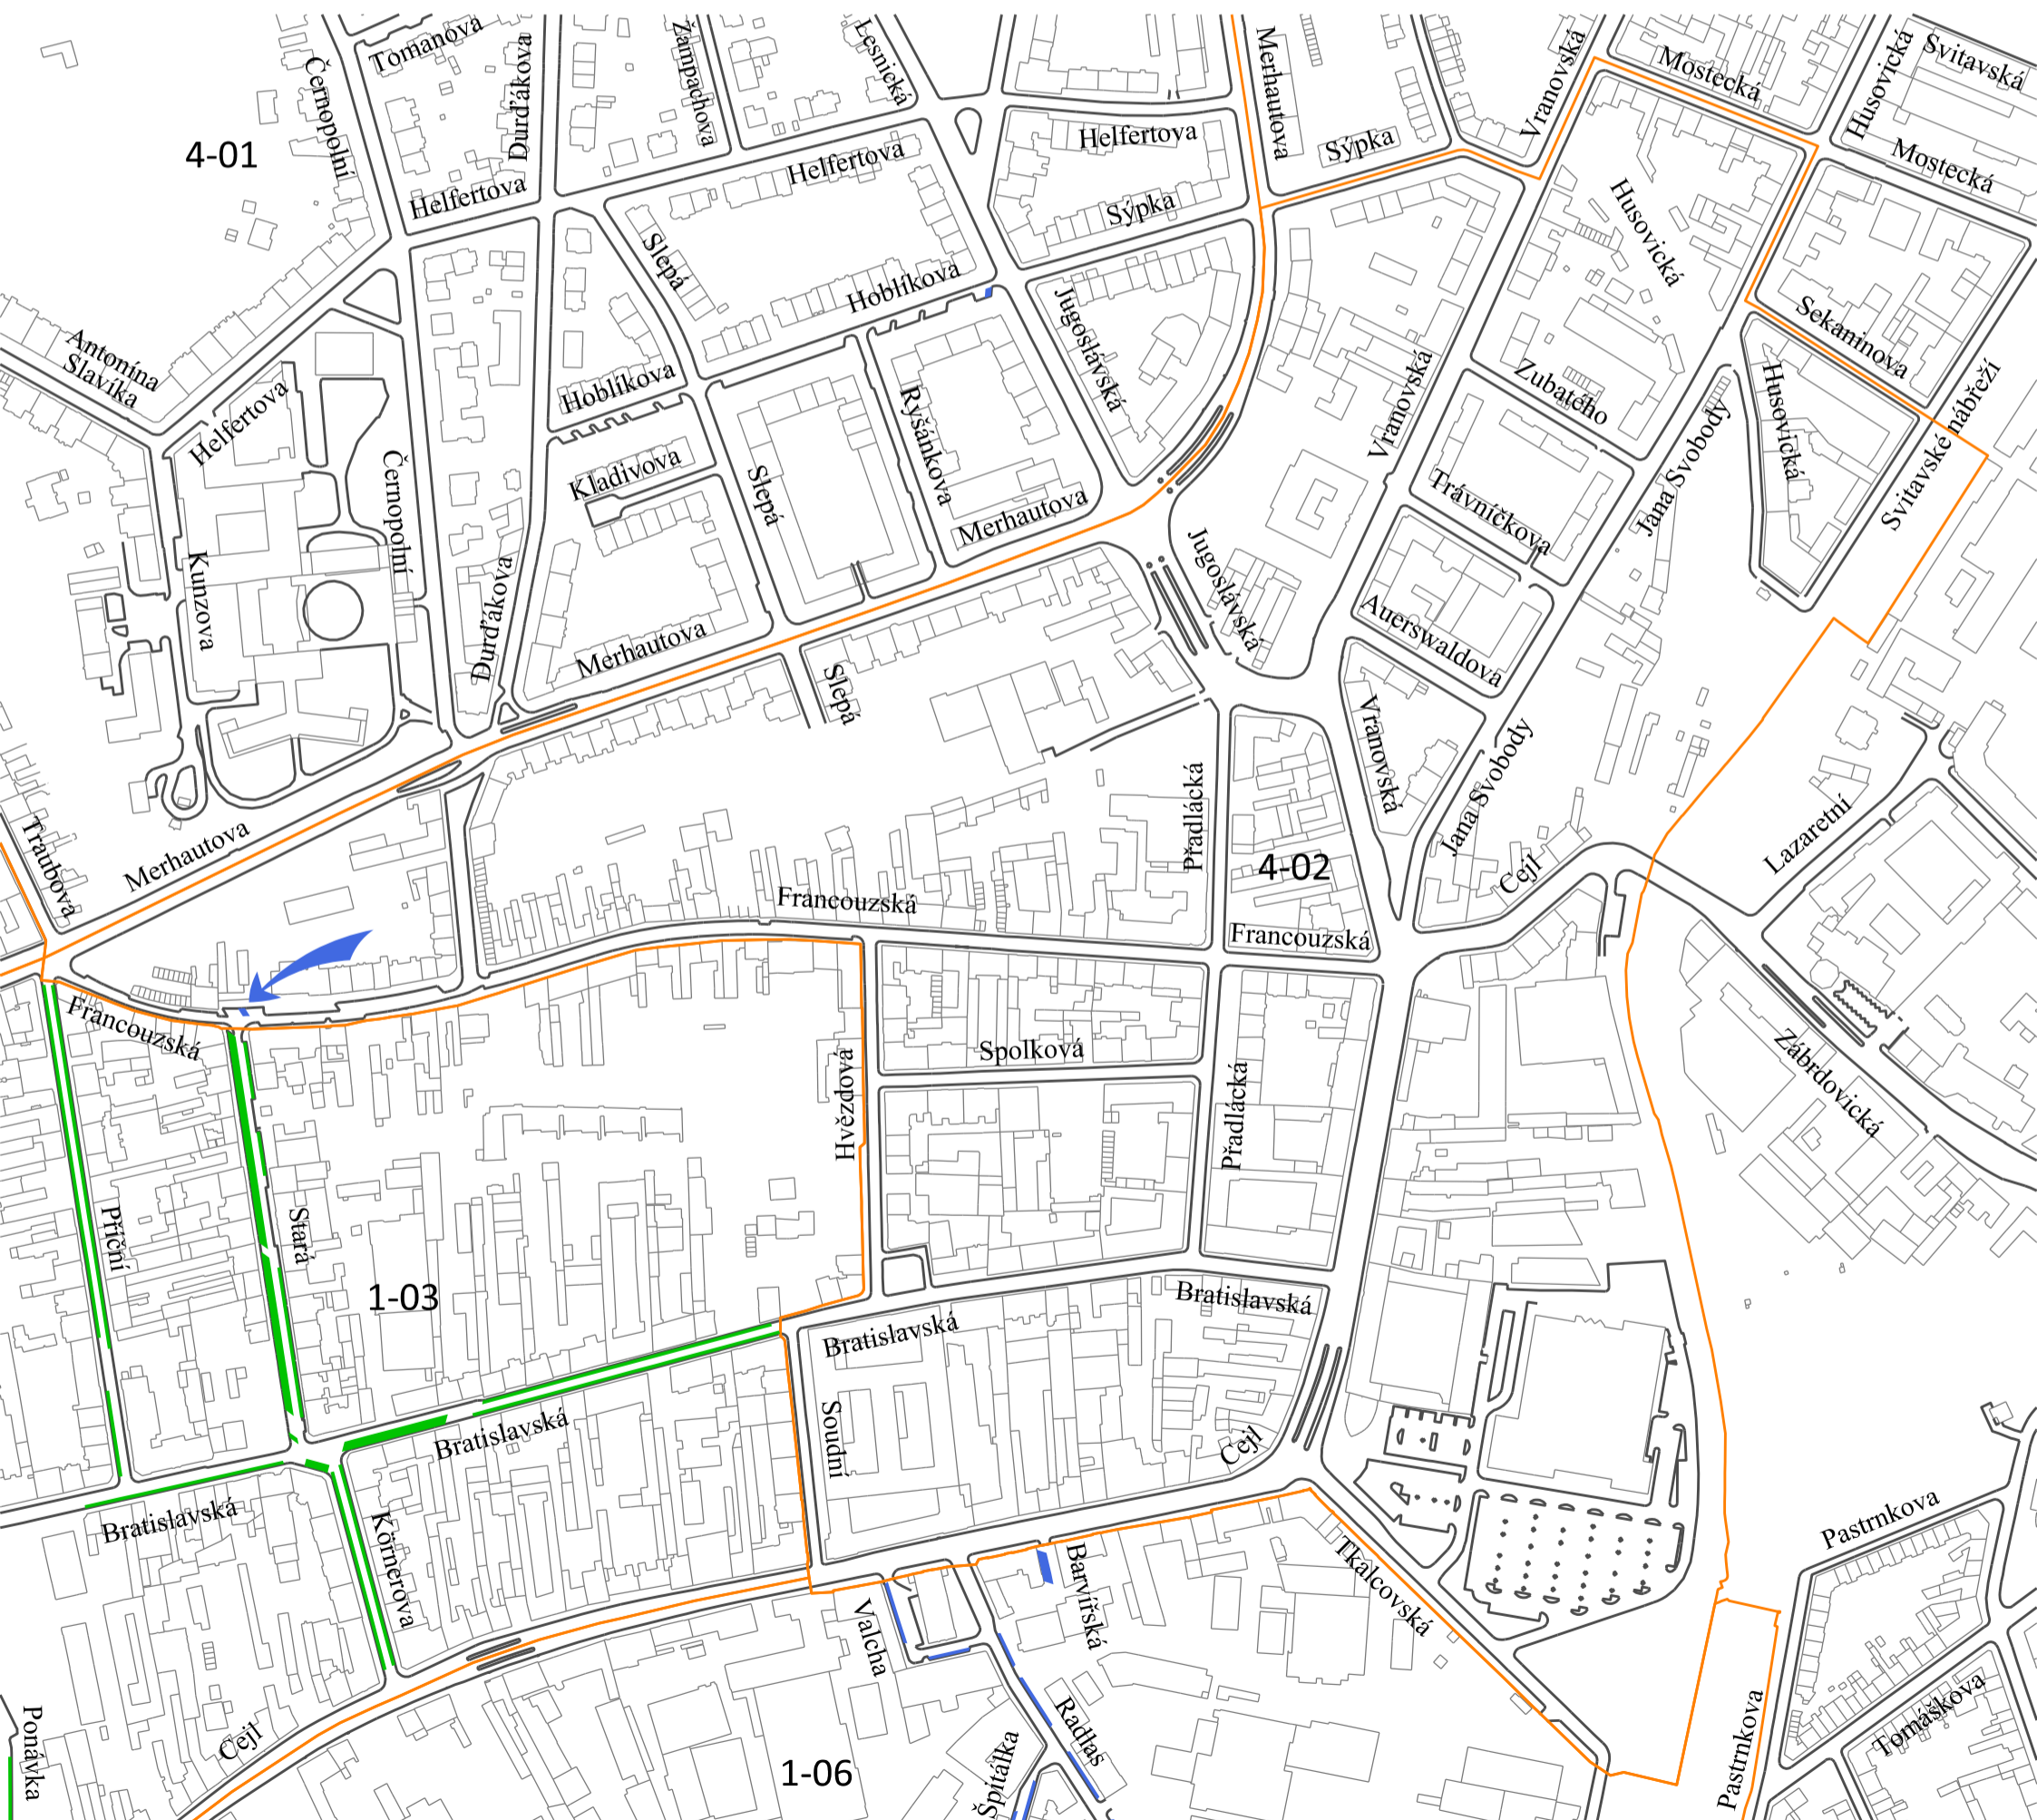 Tomanova
Černopolní
Durďákova
Zampachova
Lesnická
Merhautova
Vranovská
Mostecká
Husovická
Svitavská
4-01
Helfertova
Helfertova
Helfertova
Sýpka
Sýpka
Mostecká
Husovická
Slepá
Hoblíkova
Jugoslávská
Sekaninova
Antonína
Slavíka
Helfertova
Hoblíkova
Ryšánkova
Vranovská
Zubatého
Husovická
Svitavské nábřeží
Jana Svobody
Černopolní
Kladivova
Slepá
Merhautova
Trávníčkova
Kunzova
Durďákova
Merhautova
Jugoslávská
Auerswaldova
Slepá
Vranovská
Jana Svobody
Traubova
Merhautova
Přadlácká
Lazaretní
4-02
Cejl
Francouzská
Francouzská
Francouzská
Spolková
Hvězdová
Přadlácká
Zábrdovická
Příční
Stará
1-03
Bratislavská
Bratislavská
Bratislavská
Soudní
Cejl
Bratislavská
Körnerova
Barvířská
Tkalcovská
Pastrnkova
Valcha
Radlas
Tomáškova
Pastrnkova
Ponávka
Cejl
Špitálka
1-06